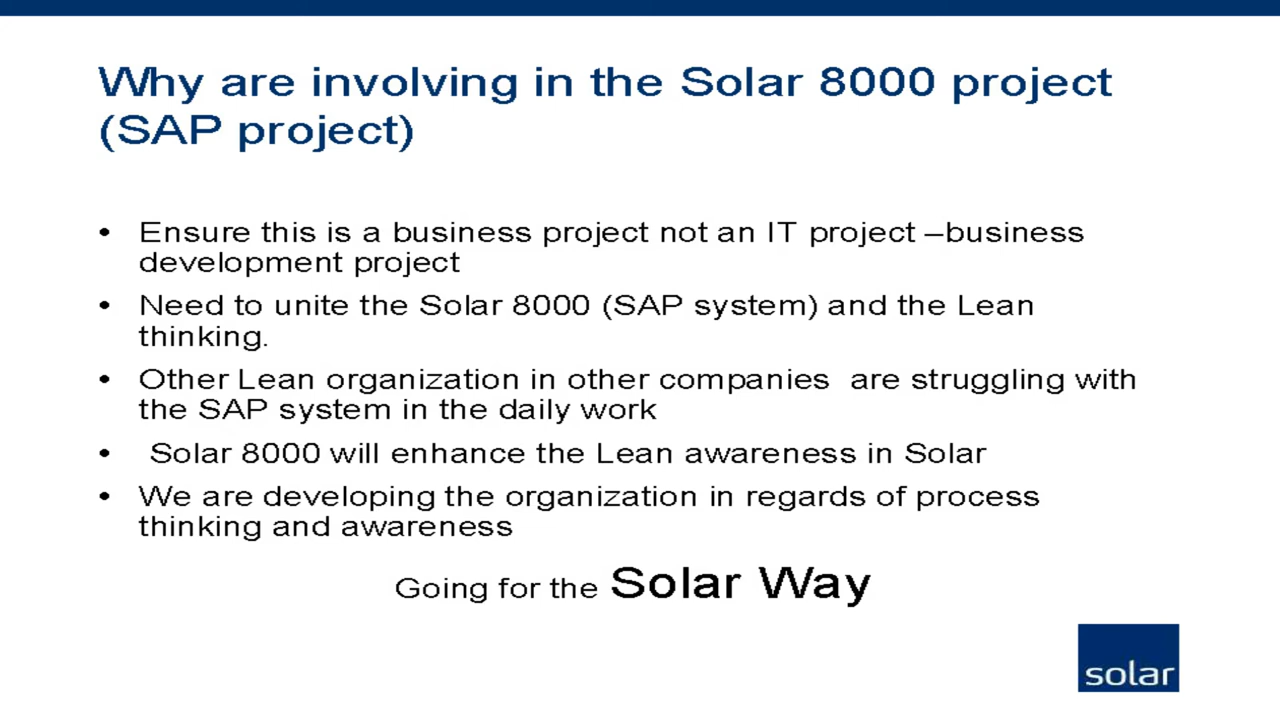 Why are involving in the Solar 8000 project
(SAP project)
• Ensure this is a business project not an IT project –business
development project
• Need to unite the Solar 8000 (SAP system) and the Lean
thinking.
• Other Lean organization in other companies  are struggling with
the SAP system in the daily work
•  Solar 8000 will enhance the Lean awareness in Solar
• We are developing the organization in regards of process
thinking and awareness
Going for the Solar Way
solar